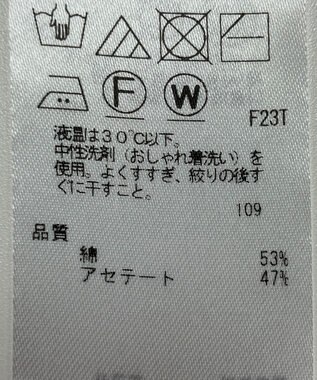 F W
F23T
液温は30℃以下。
中性洗剤（おしゃれ着洗い）を
使用。よくすすぎ、絞りの後す
ぐに干すこと。
109
品質
綿 53%
アセテート 47%